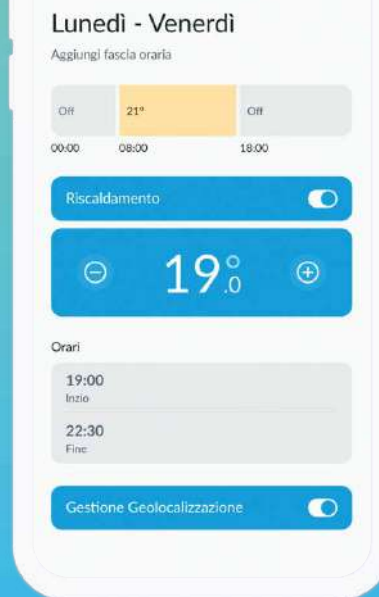 Lunedì - Venerdì
Aggiungi fascia oraria
Off 21° Off
00:00 08:00 18:00
Riscaldamento
19°.0
Orari
19:00
Inzio
22:30
Fine
Gestione Geolocalizzazione